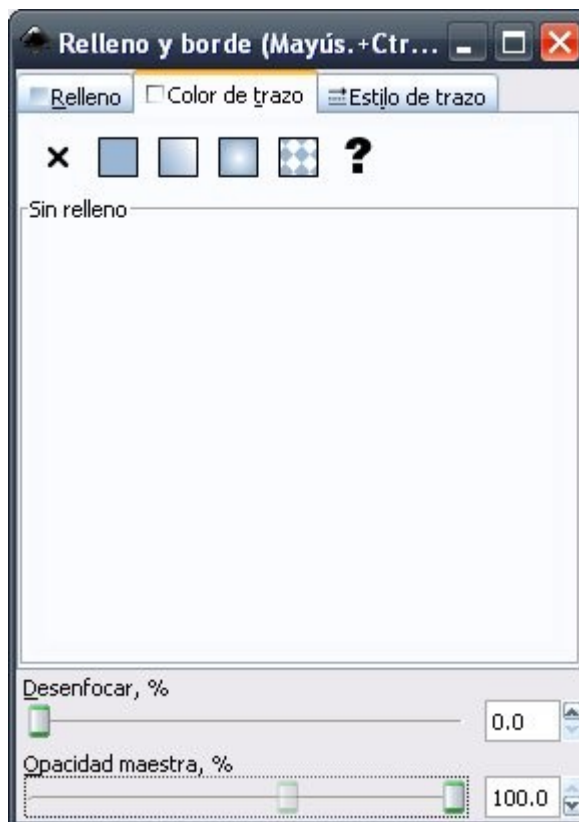 Relleno y borde (Mayús.+Ctr...
Relleno
Color de trazo
Estilo de trazo
?
Sin relleno
Desenfocar, %
0.0
Opacidad maestra, %
100.0